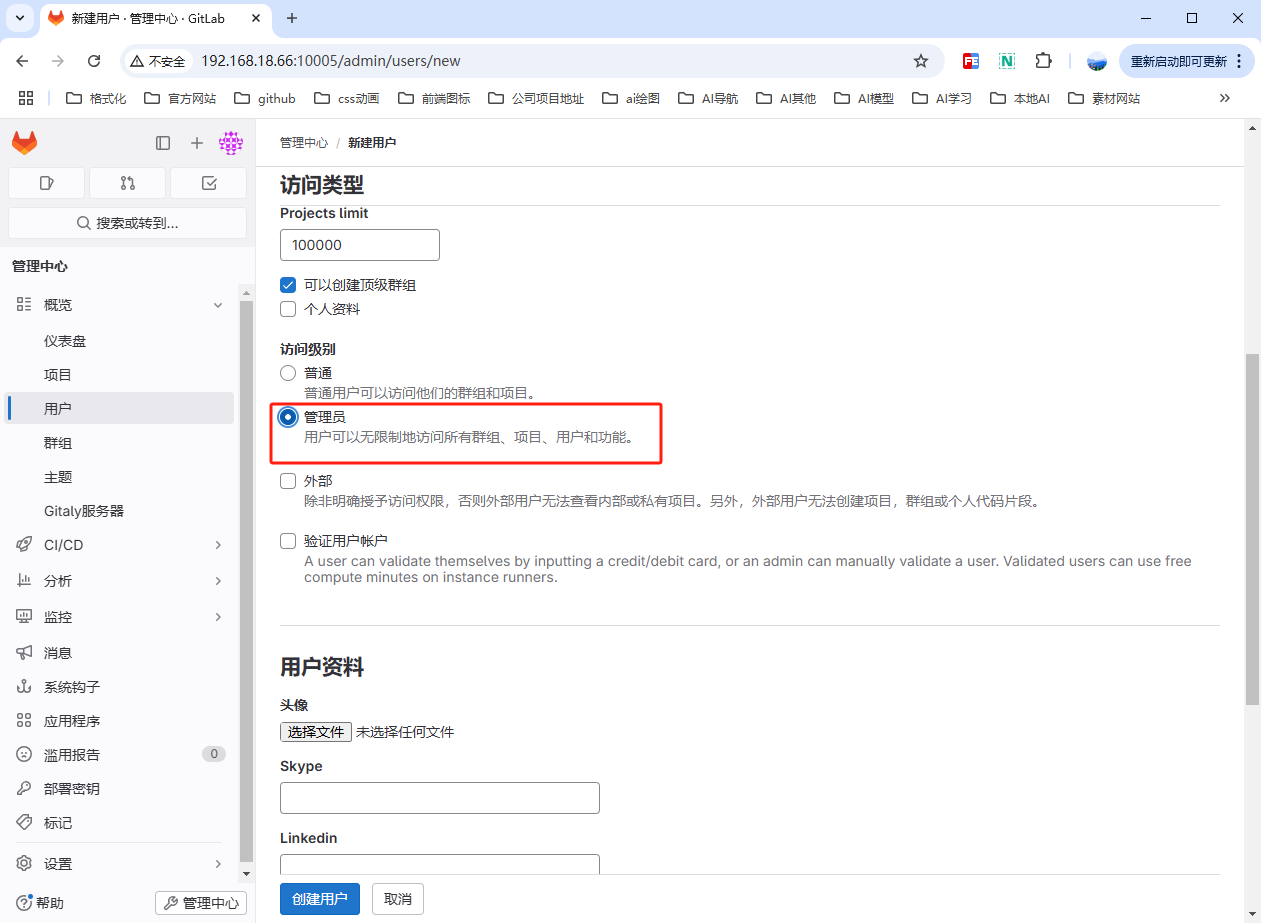 新建用户 · 管理中心 · GitLab
不安全
192.168.18.66:10005/admin/users/new
重新启动即可更新
格式化
官方网站
github
css动画
前端图标
公司项目地址
ai绘图
AI导航
AI其他
AI模型
AI学习
本地AI
素材网站
搜索或转到...
管理中心
概览
仪表盘
项目
用户
群组
主题
Gitaly服务器
CI/CD
分析
监控
消息
系统钩子
应用程序
滥用报告
0
部署密钥
标记
设置
帮助
管理中心
管理中心 / 新建用户
访问类型
Projects limit
100000
可以创建顶级群组
个人资料
访问级别
普通
普通用户可以访问他们的群组和项目。
管理员
用户可以无限制地访问所有群组、项目、用户和功能。
外部
除非明确授予访问权限，否则外部用户无法查看内部或私有项目。另外，外部用户无法创建项目，群组或个人代码片段。
验证用户帐户
A user can validate themselves by inputting a credit/debit card, or an admin can manually validate a user. Validated users can use free
compute minutes on instance runners.
用户资料
头像
选择文件 未选择任何文件
Skype
Linkedin
创建用户
取消